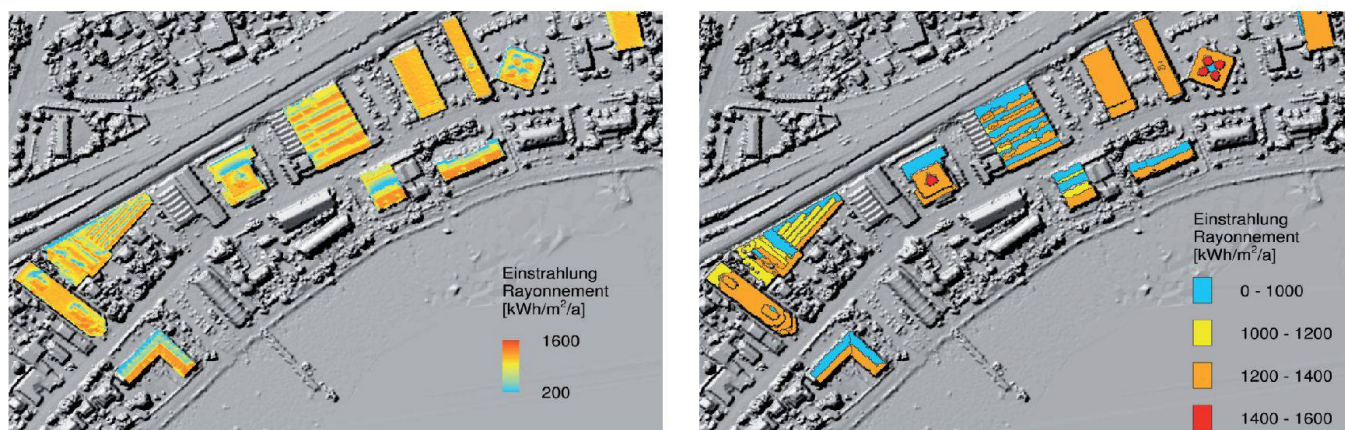 Einstrahlung
Rayonnement
[kWh/m²/a]
1600
200
Einstrahlung
Rayonnement
[kWh/m²/a]
0 - 1000
1000 - 1200
1200 - 1400
1400 - 1600